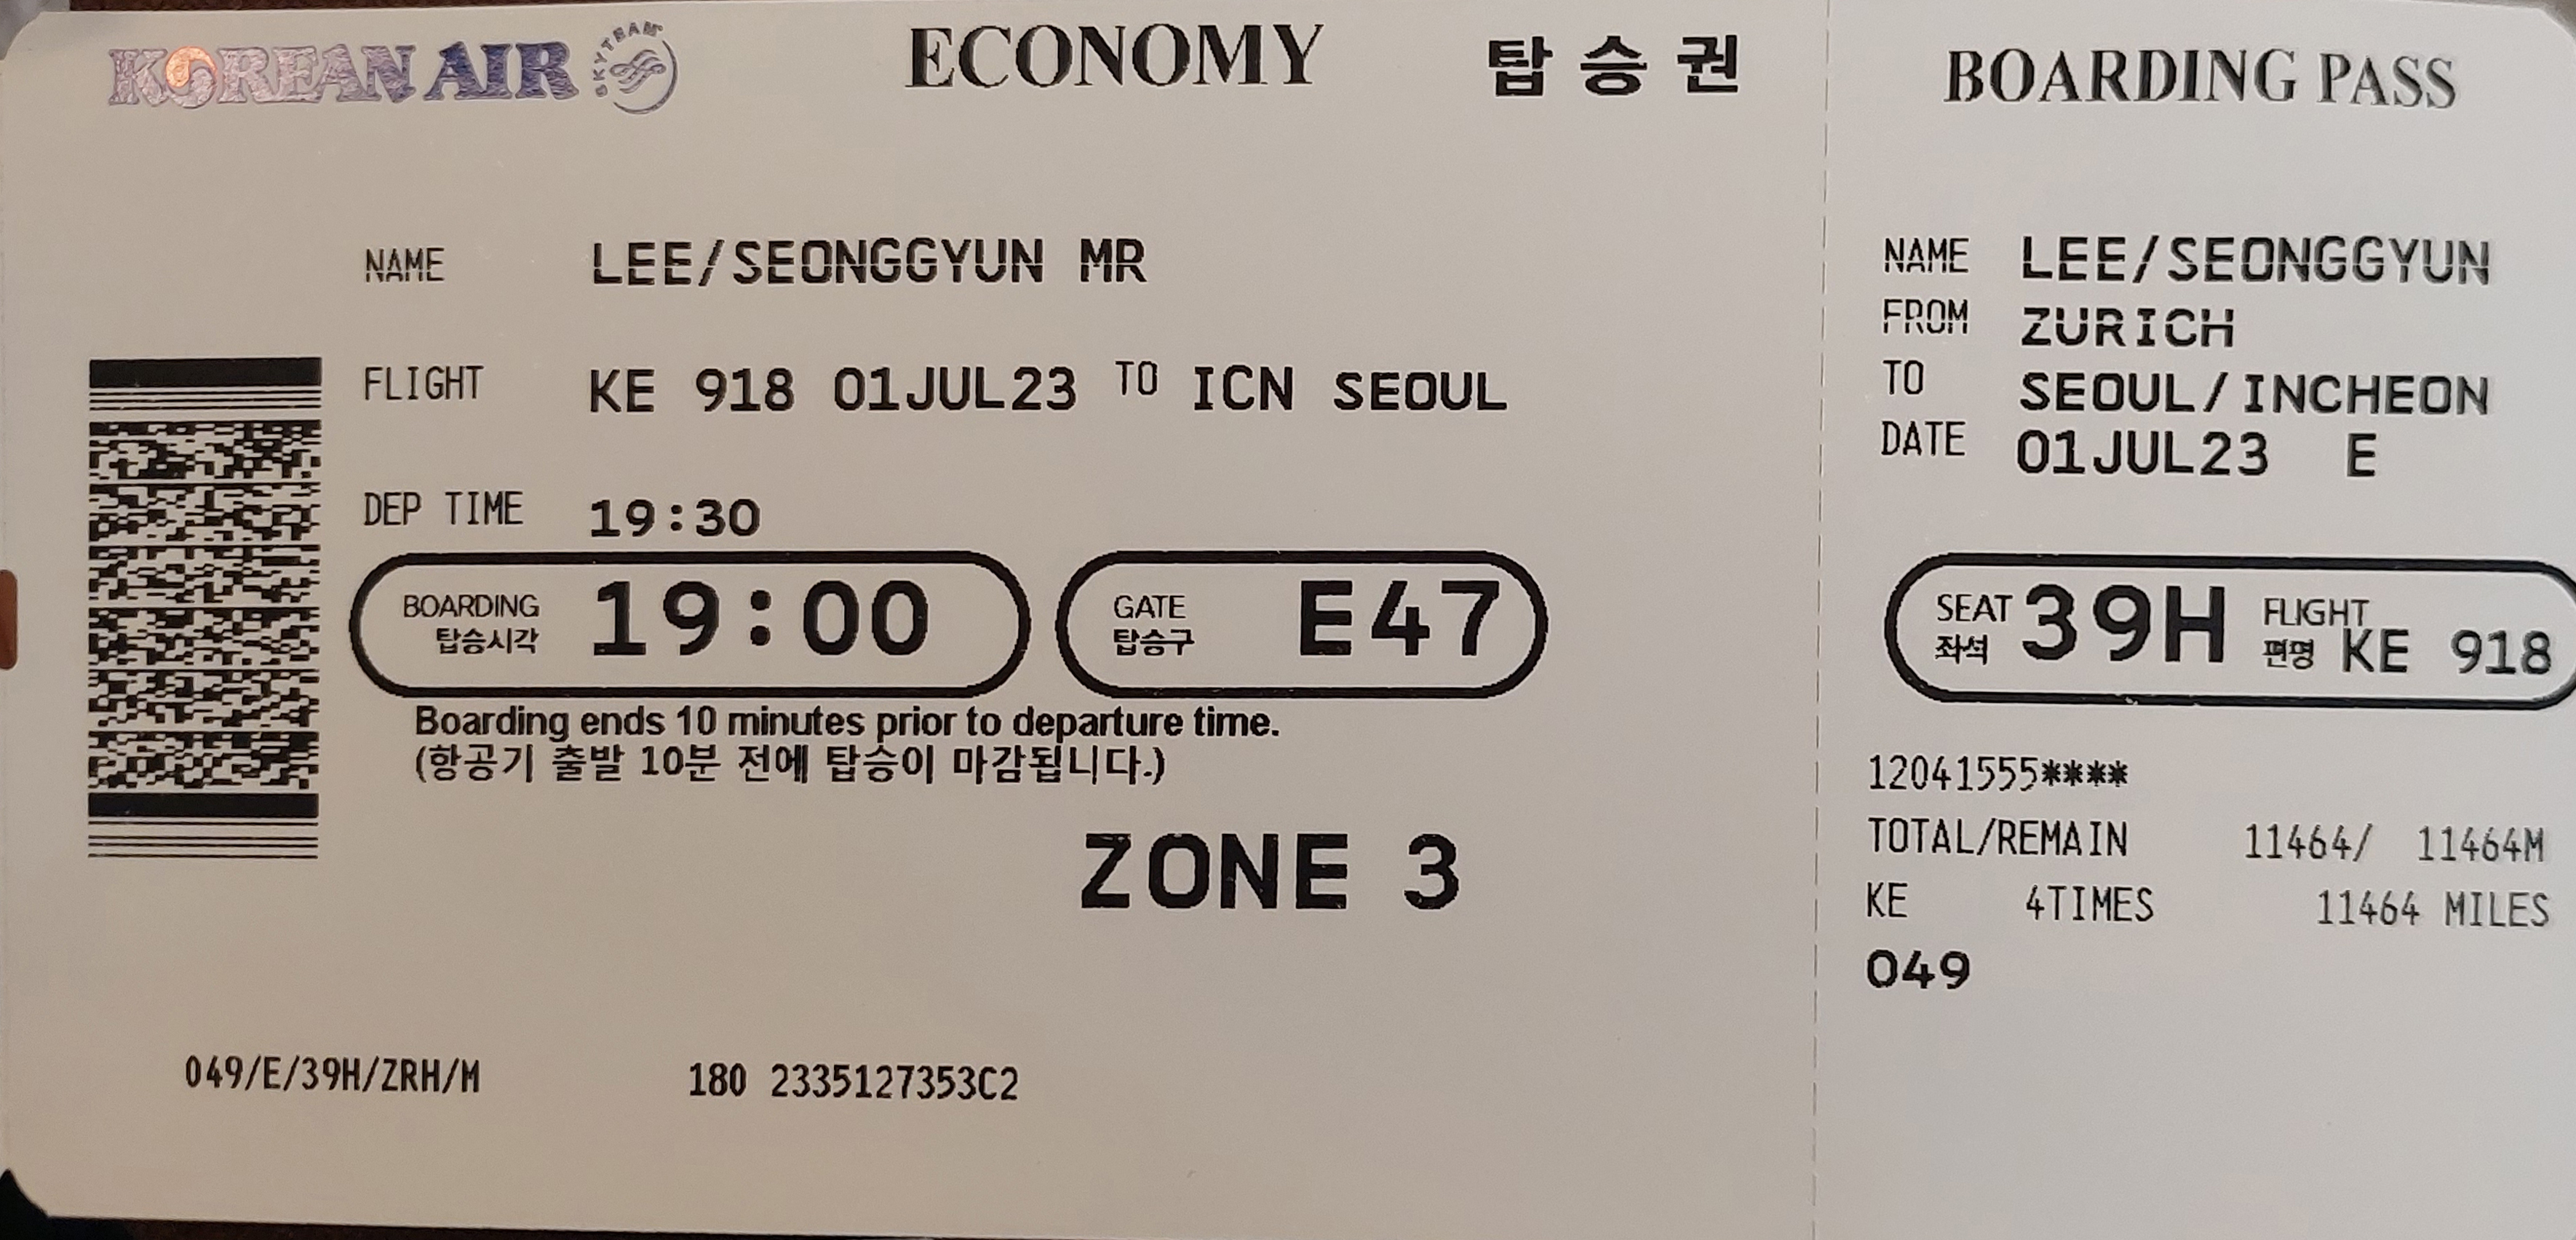 KOREAN AIR SKYTEAM ECONOMY 탑승권
NAME LEE/SEONGGYUN MR
FLIGHT KE 918 01JUL23 TO ICN SEOUL
DEP TIME 19:30
BOARDING 탑승시각 19:00 GATE 탑승구 E47
Boarding ends 10 minutes prior to departure time.
(항공기 출발 10분 전에 탑승이 마감됩니다.)
ZONE 3
049/E/39H/ZRH/M 180 2335127353C2
BOARDING PASS
NAME LEE/SEONGGYUN
FROM ZURICH
TO SEOUL/INCHEON
DATE 01JUL23 E
SEAT 좌석 39H FLIGHT 편명 KE 918
12041555****
TOTAL/REMAIN 11464/ 11464M
KE 4TIMES 11464 MILES
049